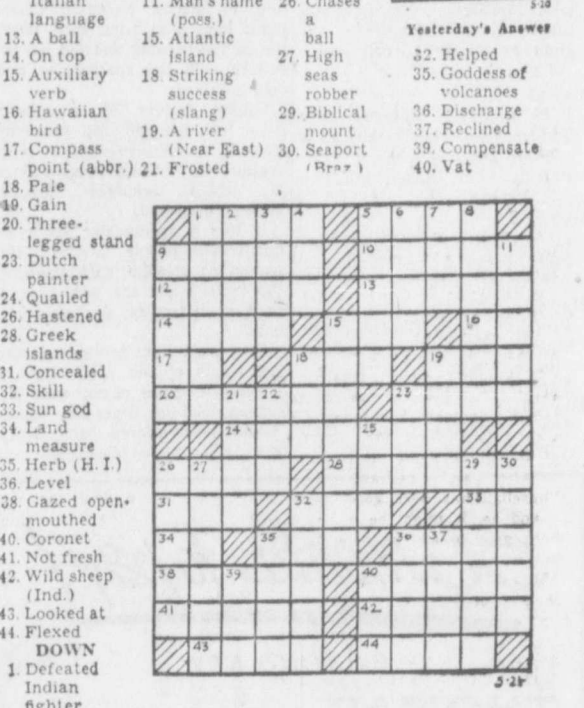 Italian
language
13. A ball
14. On top
15. Auxiliary
verb
16. Hawaiian
bird
17. Compass
point (abbr.)
18. Pale
19. Gain
20. Three-
legged stand
23. Dutch
painter
24. Quailed
26. Hastened
28. Greek
islands
31. Concealed
32. Skill
33. Sun god
34. Land
measure
35. Herb (H. I.)
36. Level
38. Gazed open-
mouthed
40. Coronet
41. Not fresh
42. Wild sheep
(Ind.)
43. Looked at
44. Flexed
DOWN
1. Defeated
Indian
fighter
11. Man's name
(poss.)
15. Atlantic
island
18. Striking
success
(slang)
19. A river
(Near East)
21. Frosted
26. Chases
a
ball
27. High
seas
robber
29. Biblical
mount
30. Seaport
(Braz.)
5-20
Yesterday's Answer
32. Helped
35. Goddess of
volcanoes
36. Discharge
37. Reclined
39. Compensate
40. Vat
1 2 3 4 5 6 7 8
9 10 11
12 13
14 15 16
17 18 19
20 21 22 23
24 25
26 27 28 29 30
31 32 33
34 35 36 37
38 39 40
41 42
43 44
5-21